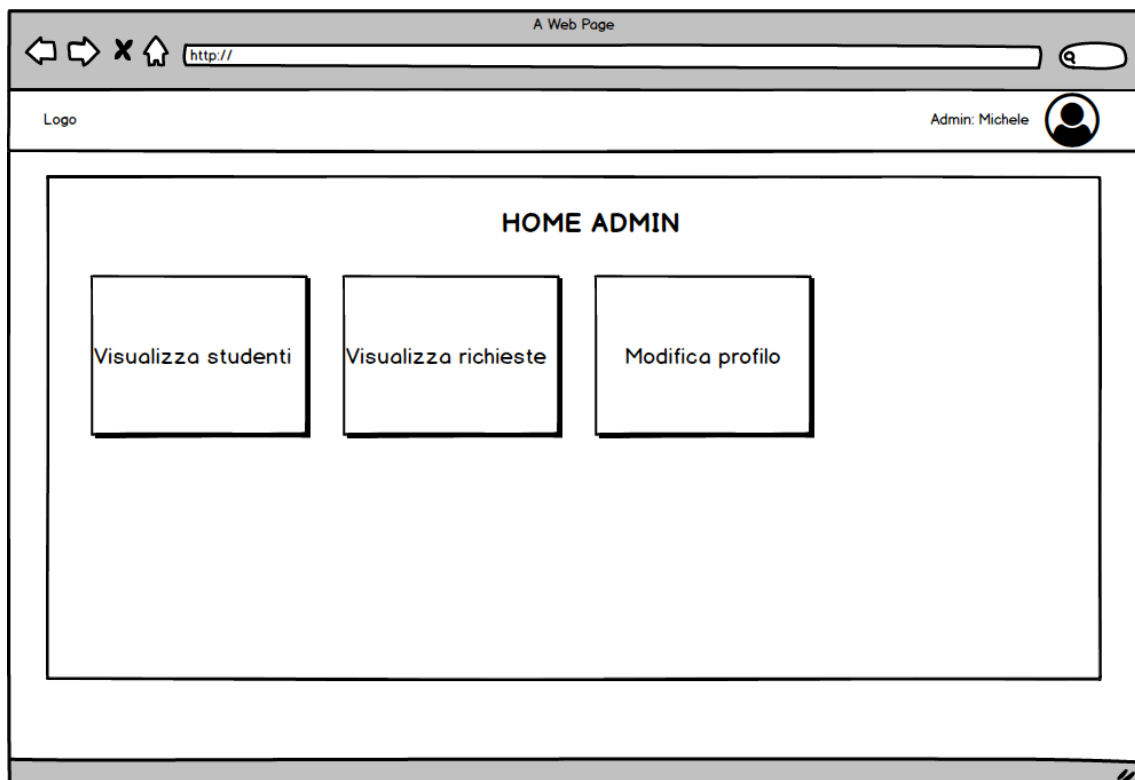 A Web Page
http://
Logo
Admin: Michele
HOME ADMIN
Visualizza studenti
Visualizza richieste
Modifica profilo